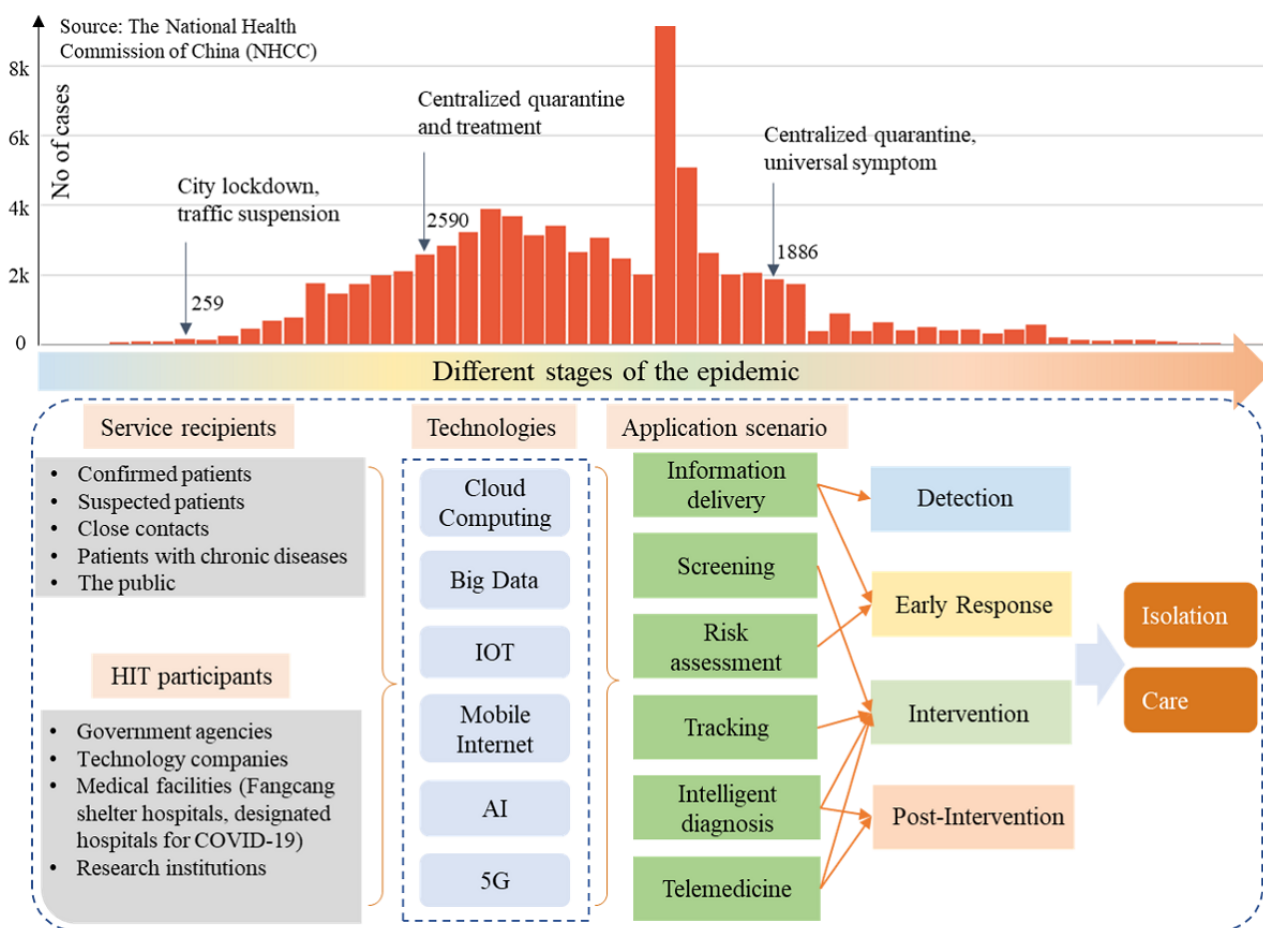 Source: The National Health
Commission of China (NHCC)
8k
6k
4k
2k
0
No of cases
City lockdown,
traffic suspension
259
Centralized quarantine
and treatment
2590
Centralized quarantine,
universal symptom
1886
Different stages of the epidemic
Service recipients
• Confirmed patients
• Suspected patients
• Close contacts
• Patients with chronic diseases
• The public
HIT participants
• Government agencies
• Technology companies
• Medical facilities (Fangcang
shelter hospitals, designated
hospitals for COVID-19)
• Research institutions
Technologies
Cloud
Computing
Big Data
IOT
Mobile
Internet
AI
5G
Application scenario
Information
delivery
Screening
Risk
assessment
Tracking
Intelligent
diagnosis
Telemedicine
Detection
Early Response
Intervention
Post-Intervention
Isolation
Care